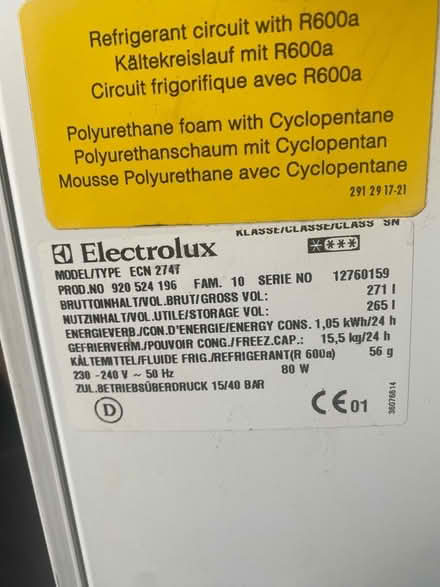 Refrigerant circuit with R600a
Kältekreislauf mit R600a
Circuit frigorifique avec R600a
Polyurethane foam with Cyclopentane
Polyurethanschaum mit Cyclopentan
Mousse Polyurethane avec Cyclopentane
291 29 17-21
KLASSE/CLASSE/CLASS SN
Electrolux
MODEL/TYPE ECN 2747
PROD.NO 920 524 196 FAM. 10 SERIE NO 12760159
BRUTTOINHALT/VOL.BRUT/GROSS VOL: 271 l
NUTZINHALT/VOL.UTILE/STORAGE VOL: 265 l
ENERGIEVERB./CON.D'ENERGIE/ENERGY CONS. 1,05 kWh/24 h
GEFRIERVERM./POUVOIR CONG./FREEZ.CAP.: 15,5 kg/24 h
KÄLTEMITTEL/FLUIDE FRIG./REFRIGERANT(R 600a) 56 g
230 -240 V ~ 50 Hz 80 W
ZUL.BETRIEBSÜBERDRUCK 15/40 BAR
D
CE 01
36076614